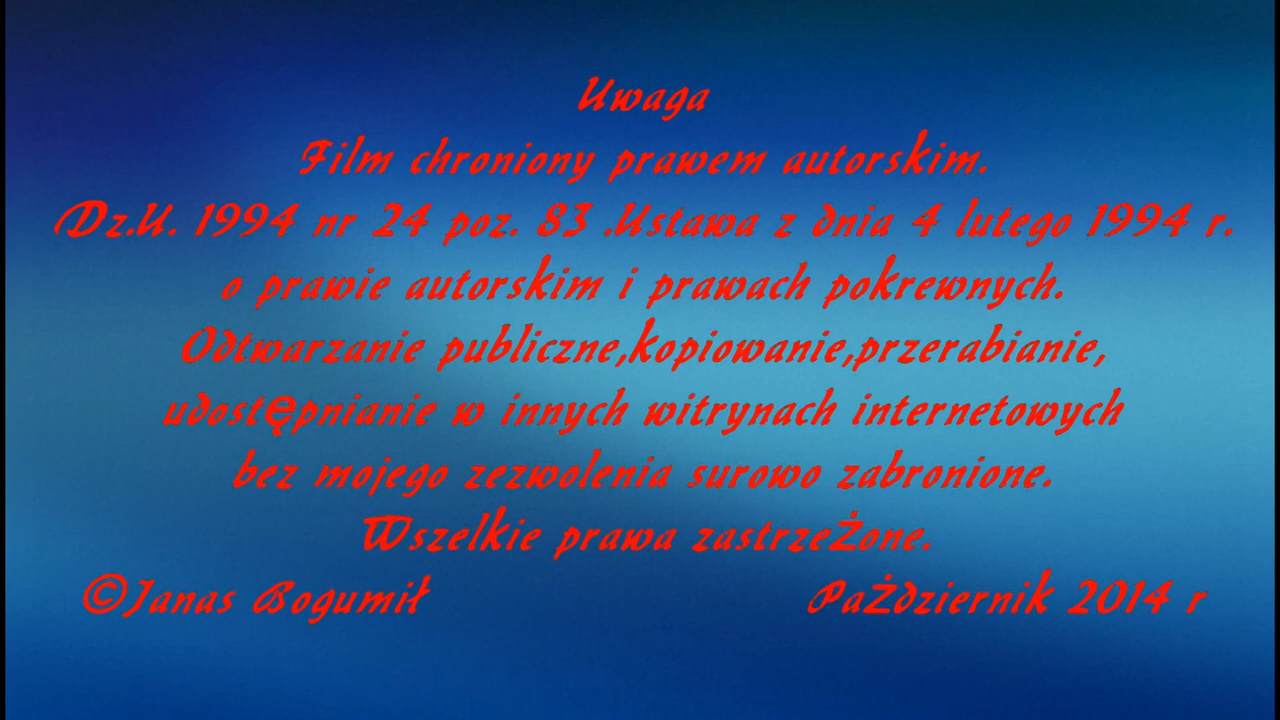 Uwaga
Film chroniony prawem autorskim.
Dz.U. 1994 nr 24 poz. 83 .Ustawa z dnia 4 lutego 1994 r.
o prawie autorskim i prawach pokrewnych.
Odtwarzanie publiczne,kopiowanie,przerabianie,
udostępnianie w innych witrynach internetowych
bez mojego zezwolenia surowo zabronione.
Wszelkie prawa zastrzeŻone.
©Janas Bogumił PaŻdziernik 2014 r